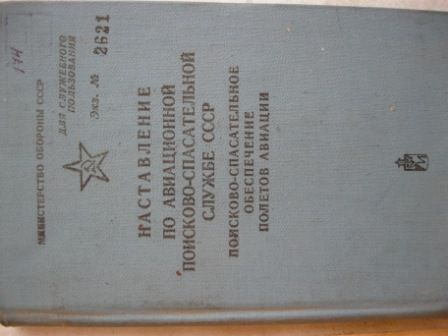 174
МИНИСТЕРСТВО ОБОРОНЫ СССР
ДЛЯ СЛУЖЕБНОГО
ПОЛЬЗОВАНИЯ
Экз. № 2621
НАСТАВЛЕНИЕ
ПО АВИАЦИОННОЙ
ПОИСКОВО-СПАСАТЕЛЬНОЙ
СЛУЖБЕ СССР
ПОИСКОВО-СПАСАТЕЛЬНОЕ
ОБЕСПЕЧЕНИЕ
ПОЛЕТОВ АВИАЦИИ